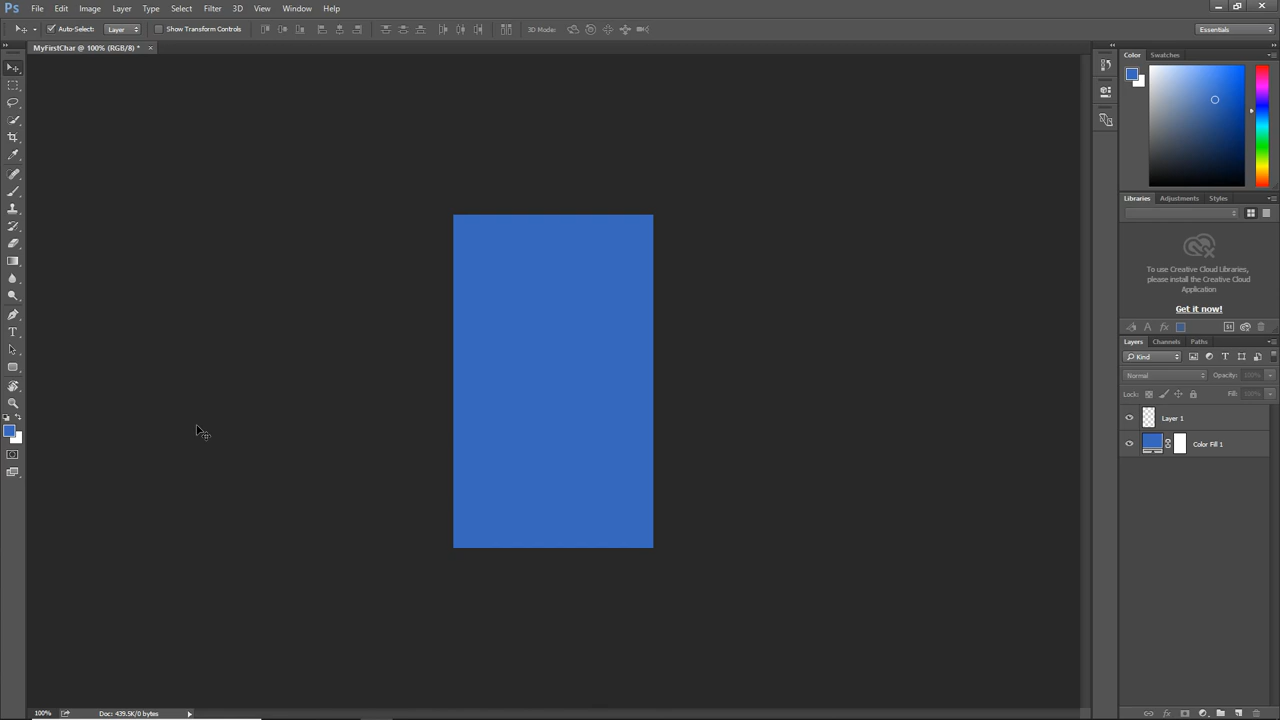 Ps File Edit Image Layer Type Select Filter 3D View Window Help
Auto-Select: Layer Show Transform Controls 3D Mode: Essentials
MyFirstChar @ 100% (RGB/8) *
Color Swatches
Libraries Adjustments Styles
To use Creative Cloud Libraries,
please install the Creative Cloud
Application
Get it now!
Layers Channels Paths
Kind
Normal Opacity: 100%
Lock: Fill: 100%
Layer 1
Color Fill 1
100% Doc: 439.5K/0 bytes